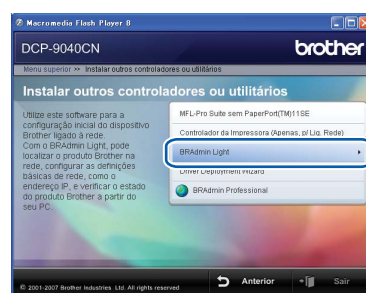 Macromedia Flash Player 8
DCP-9040CN
brother
Menu superior >> Instalar outros controladores ou utilitários
Instalar outros controladores ou utilitários
Utilize este software para a
configuração inicial do dispositivo
Brother ligado à rede.
Com o BRAdmin Light, pode
localizar o produto Brother na
rede, configurar as definições
básicas de rede, como o
endereço IP, e verificar o estado
do produto Brother a partir do
seu PC.
MFL-Pro Suite sem PaperPort(TM)11SE
Controlador da Impressora (Apenas, p/ Lig. Rede)
BRAdmin Light
Driver Deployment Wizard
BRAdmin Professional
© 2001-2007 Brother Industries, Ltd. All rights reserved
Anterior
Sair